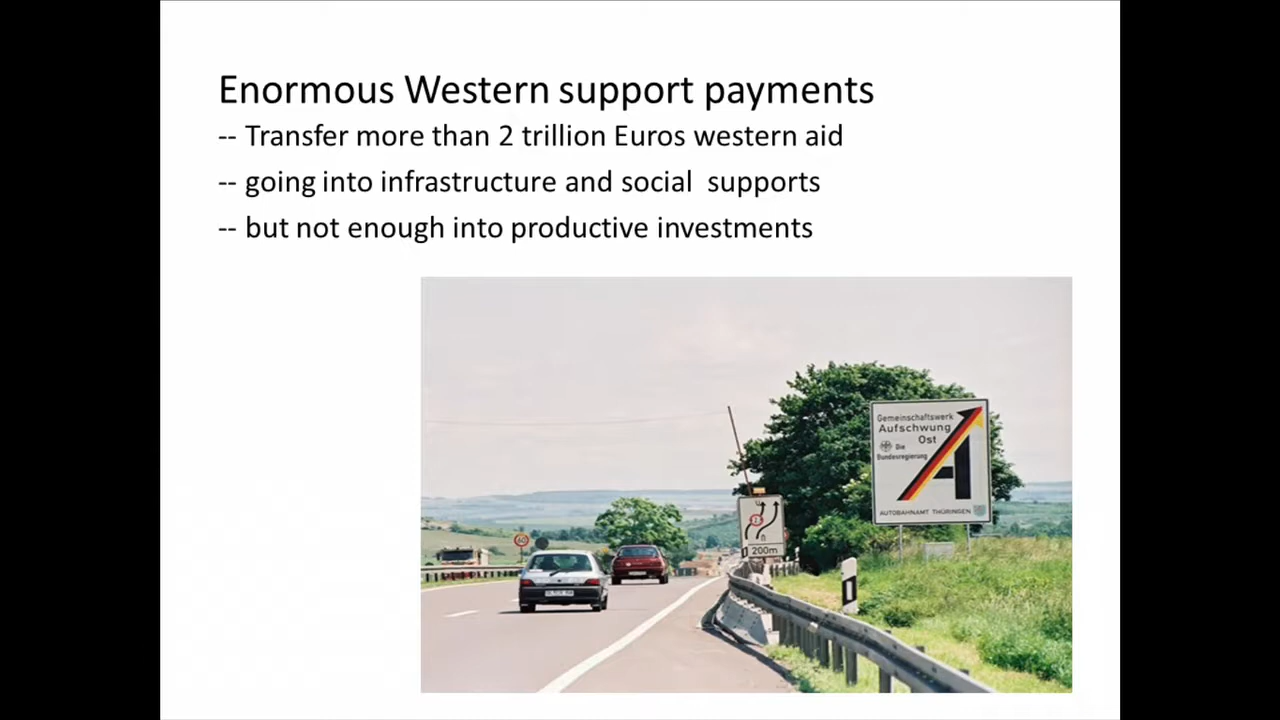 Enormous Western support payments
-- Transfer more than 2 trillion Euros western aid
-- going into infrastructure and social  supports
-- but not enough into productive investments
Gemeinschaftswerk
Aufschwung
Ost
Die
Bundesregierung
A
AUTOBAHNAMT THÜRINGEN
60
200m